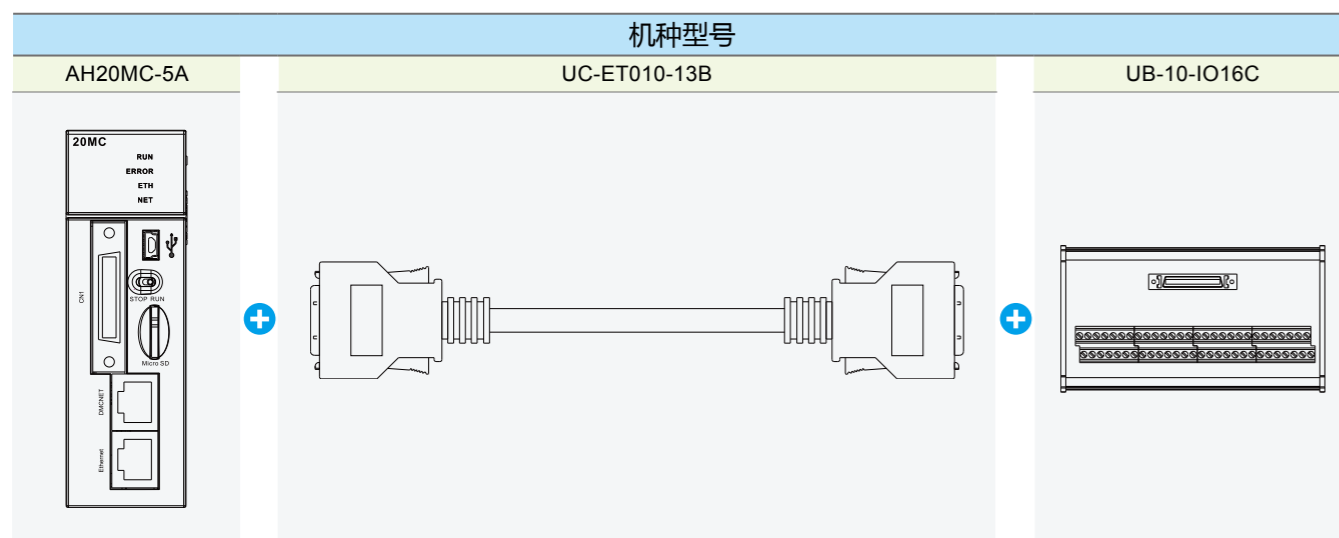 机种型号
AH20MC-5A
UC-ET010-13B
UB-10-IO16C
20MC
RUN
ERROR
ETH
NET
CN1
STOP RUN
Micro SD
DMCNET
Ethernet